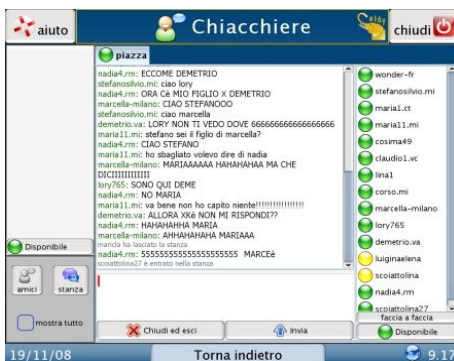 aiuto
Chiacchiere
chiudi
piazza
nadia4.rm: ECCOME DEMETRIO
stefanosilvio.mi: ciao lory
nadia4.rm: ORA Cè MIO FIGLIO X DEMETRIO
marcella-milano: CIAO STEFANOOO
stefanosilvio.mi: ciao marcella
demetrio.va: LORY NON TI VEDO DOVE 6666666666666666666
maria11.mi: stefano sei il figlio di marcella?
nadia4.rm: CIAO STEFANO
maria11.mi: ho sbagliato volevo dire di nadia
marcella-milano: MARIAAAAAA HAHAHAHAA MA CHE
DICIIIIIIIIIII
lory765: SONO QUI DEME
nadia4.rm: NO MARIA
maria11.mi: va bene non ho capito niente!!!!!!!!!!!!!!!!!
demetrio.va: ALLORA XKè NON MI RISPONDI??
nadia4.rm: HAHAHAHHA MARIA
marcella-milano: AHHAHAHAHA MARIAAA
maricla ha lasciato la stanza
nadia4.rm: 555555555555555555555 MARCEè
scoiattolina27 è entrato nella stanza
wonder-fr
stefanosilvio.mi
maria1.ct
maria11.mi
cosima49
claudio1.vc
lina1
corso.mi
marcella-milano
lory765
demetrio.va
luiginaelena
scoiattolina
nadia4.rm
scoiattolina27
faccia a faccia
Disponibile
Disponibile
amici
stanza
mostra tutto
Chiudi ed esci
Invia
19/11/08
Torna indietro
9.17